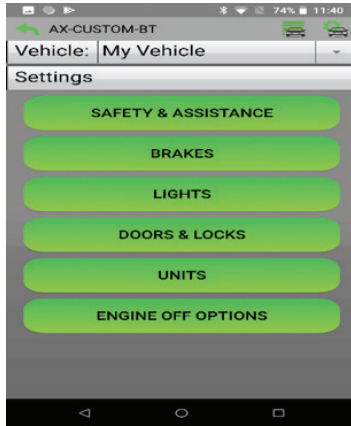 74% 11:40
AX-CUSTOM-BT
Vehicle: My Vehicle
Settings
SAFETY & ASSISTANCE
BRAKES
LIGHTS
DOORS & LOCKS
UNITS
ENGINE OFF OPTIONS